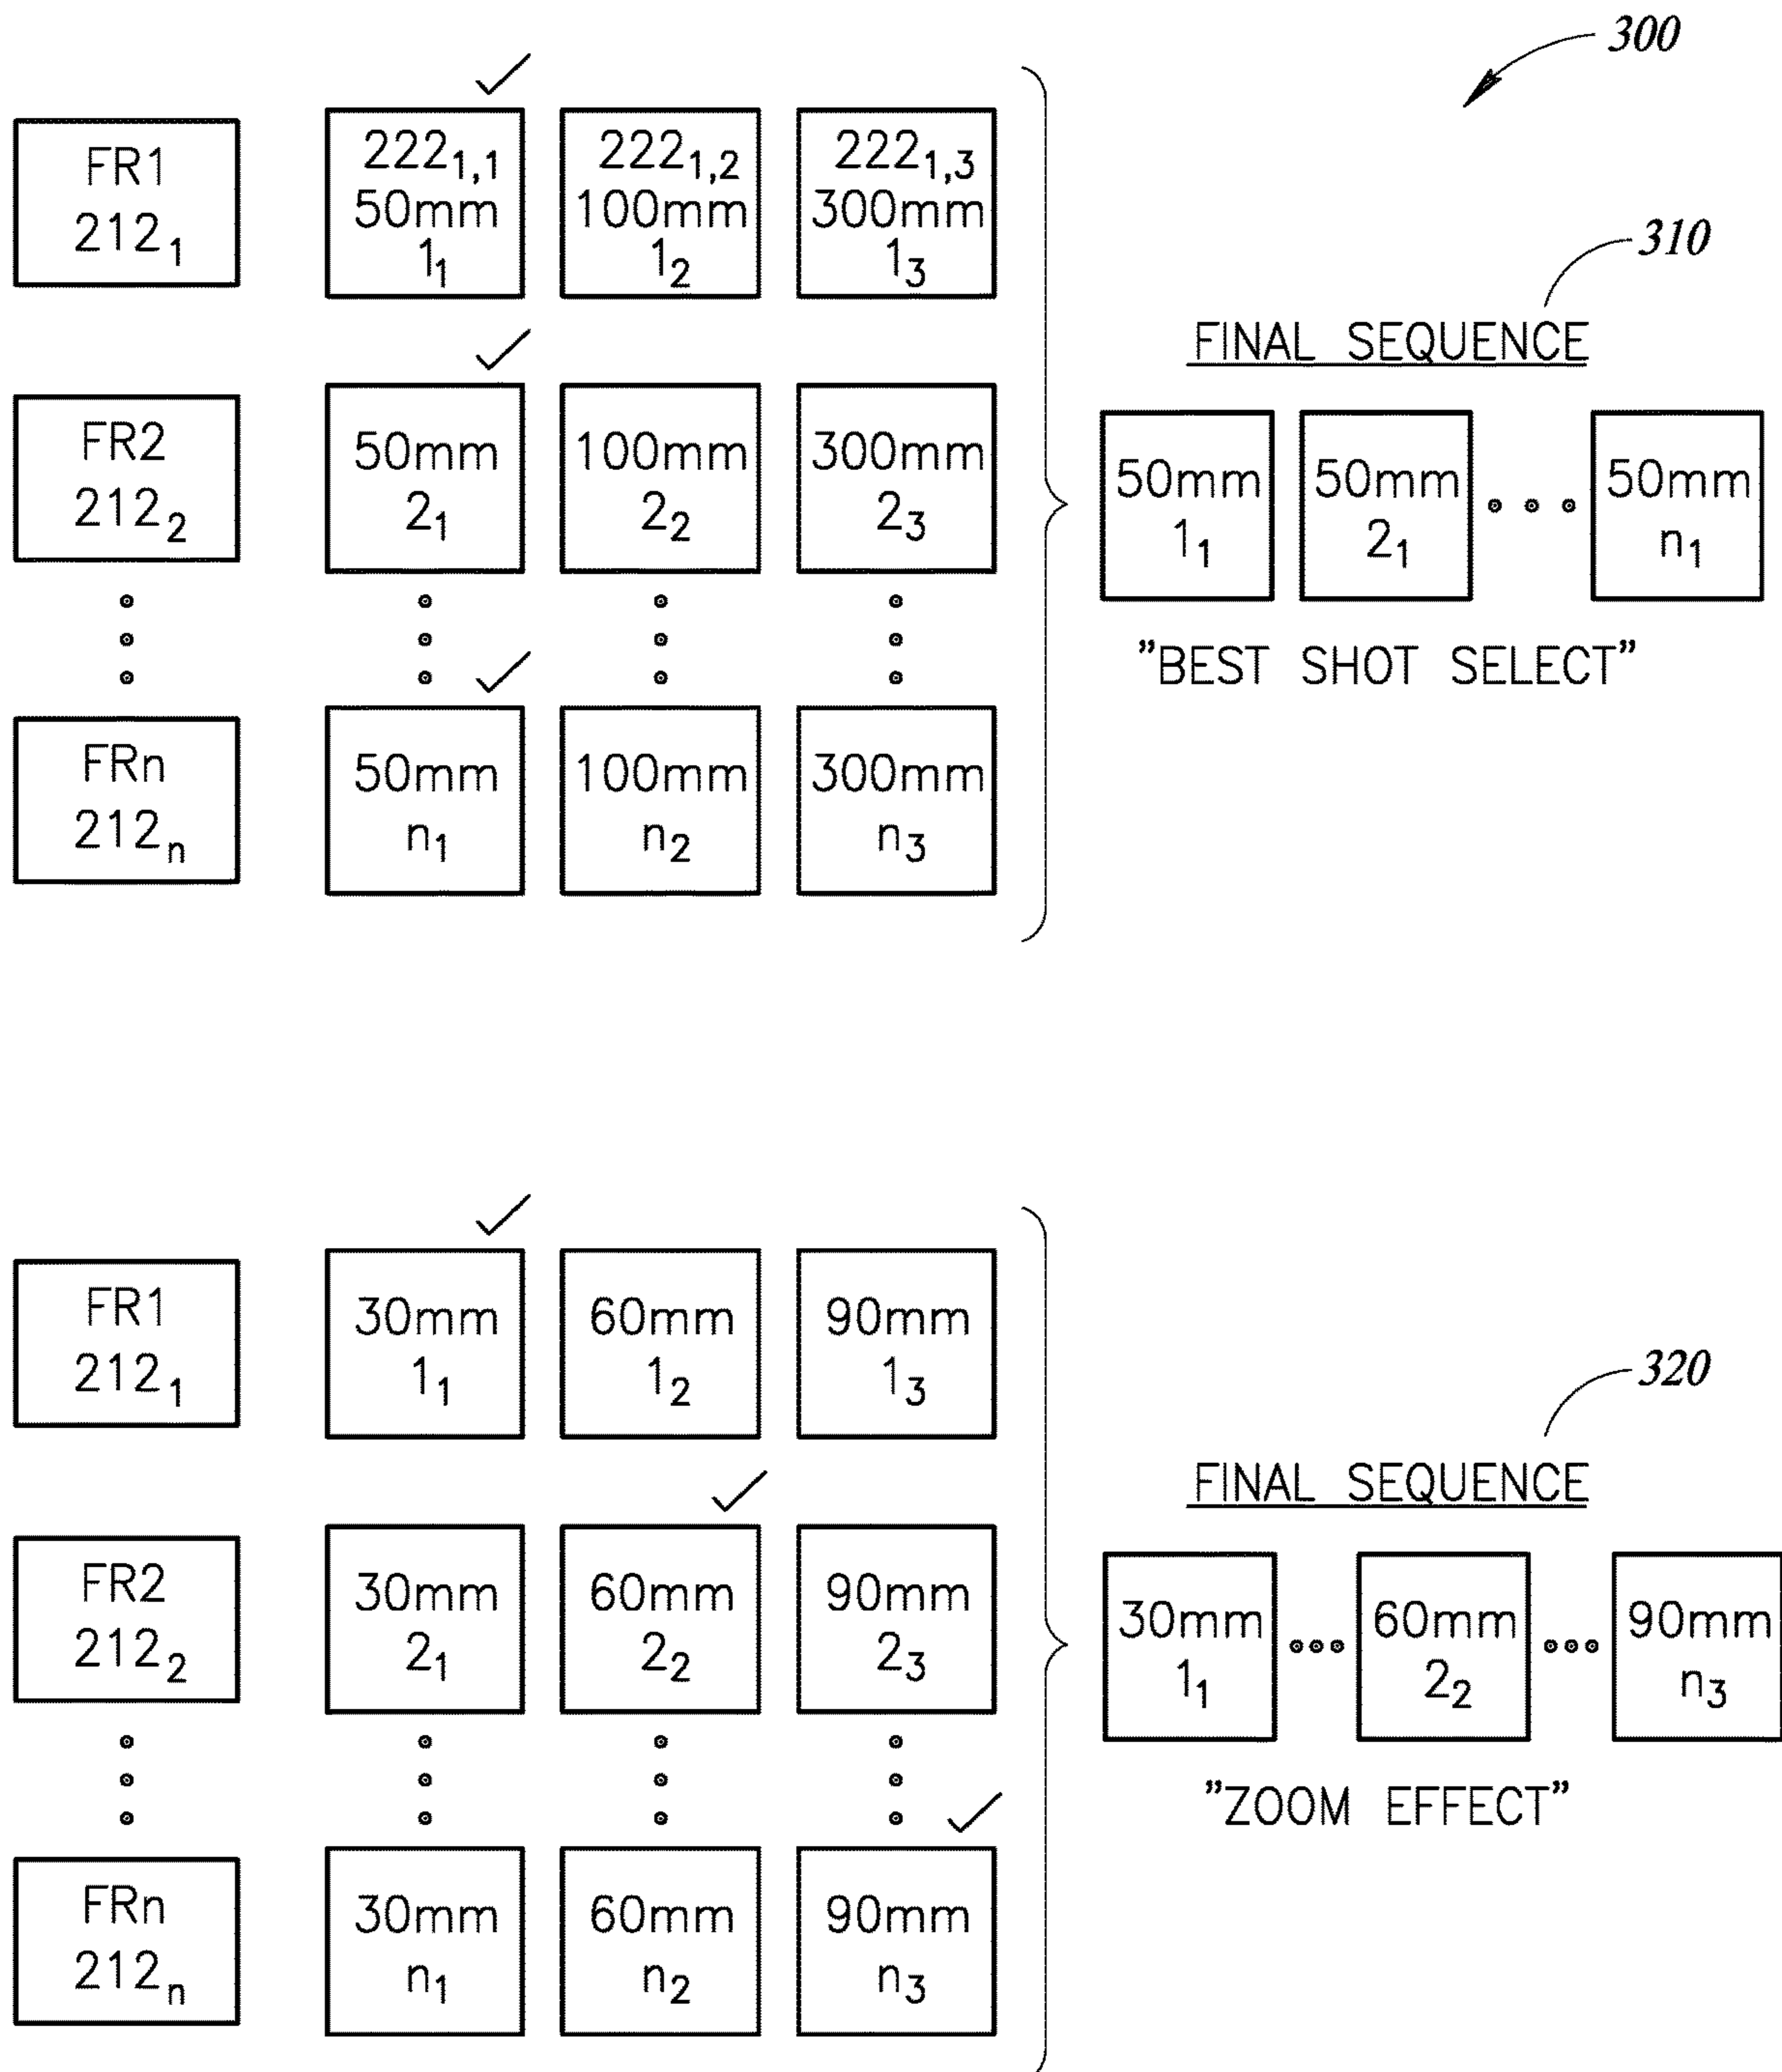 300
FR1
212₁
222₁,₁
50mm
1₁
222₁,₂
100mm
1₂
222₁,₃
300mm
1₃
310
FINAL SEQUENCE
FR2
212₂
50mm
2₁
100mm
2₂
300mm
2₃
50mm
1₁
50mm
2₁
50mm
n₁
"BEST SHOT SELECT"
FRn
212ₙ
50mm
n₁
100mm
n₂
300mm
n₃
FR1
212₁
30mm
1₁
60mm
1₂
90mm
1₃
320
FINAL SEQUENCE
FR2
212₂
30mm
2₁
60mm
2₂
90mm
2₃
30mm
1₁
60mm
2₂
90mm
n₃
"ZOOM EFFECT"
FRn
212ₙ
30mm
n₁
60mm
n₂
90mm
n₃